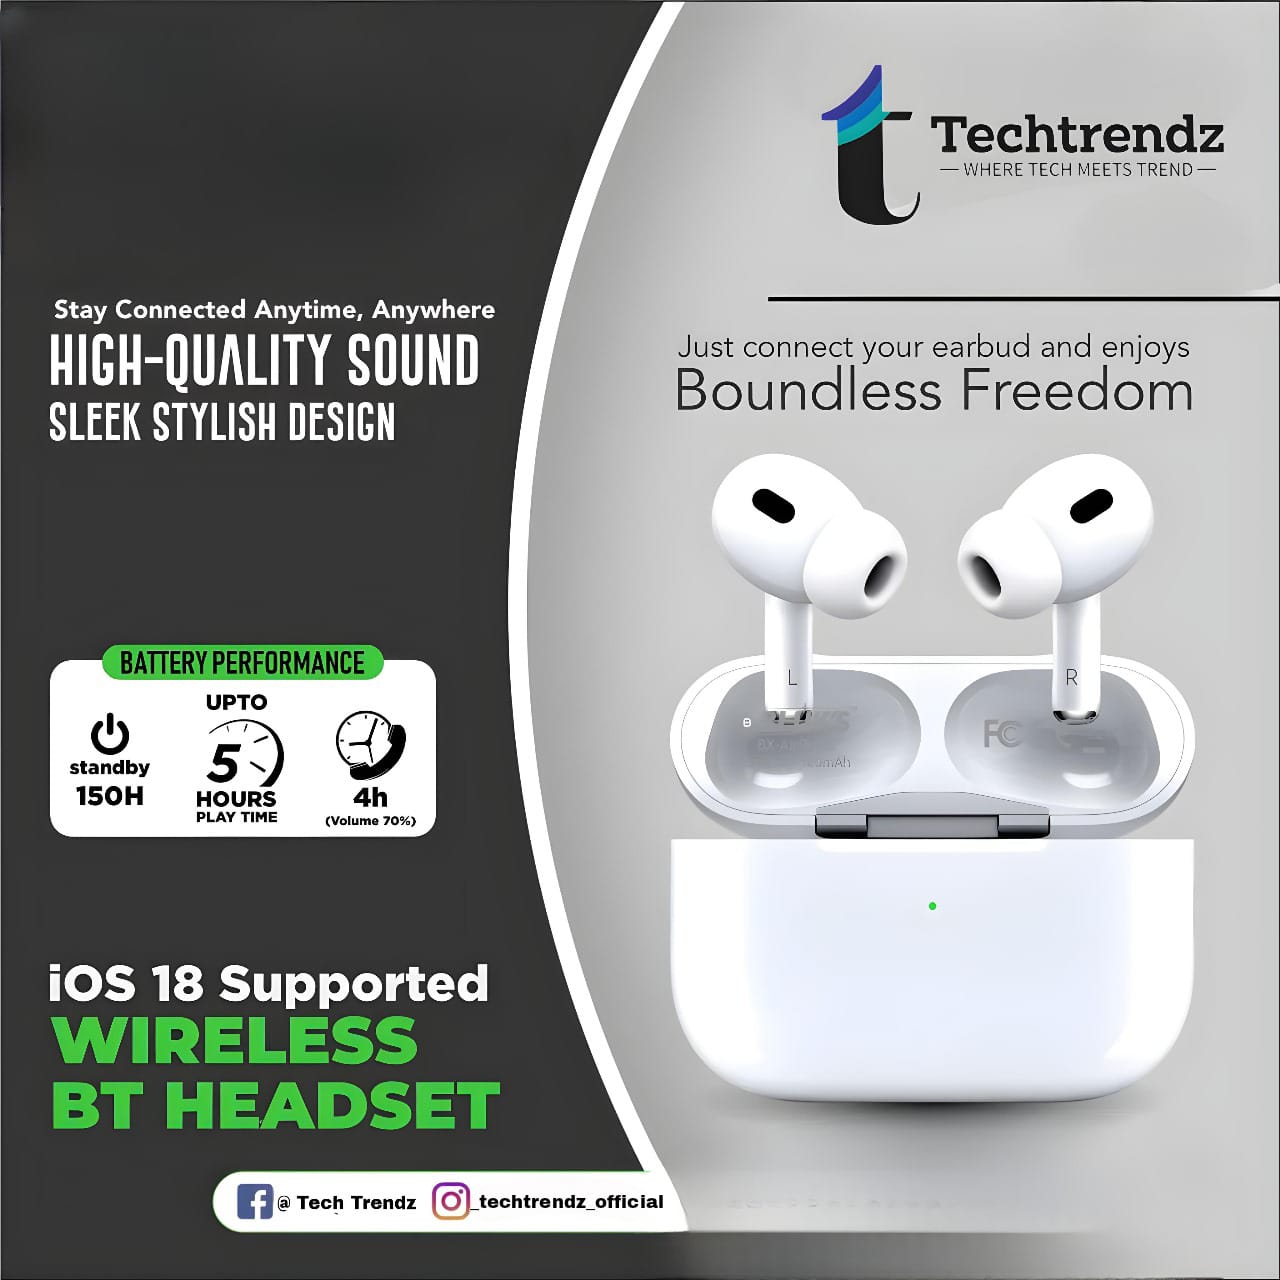 Techtrendz
WHERE TECH MEETS TREND
Stay Connected Anytime, Anywhere
HIGH-QUALITY SOUND
SLEEK STYLISH DESIGN
Just connect your earbud and enjoys
Boundless Freedom
L
R
FC
mAh
BATTERY PERFORMANCE
standby
150H
UPTO
5
HOURS
PLAY TIME
4h
(Volume 70%)
iOS 18 Supported
WIRELESS
BT HEADSET
@ Tech Trendz
_techtrendz_official